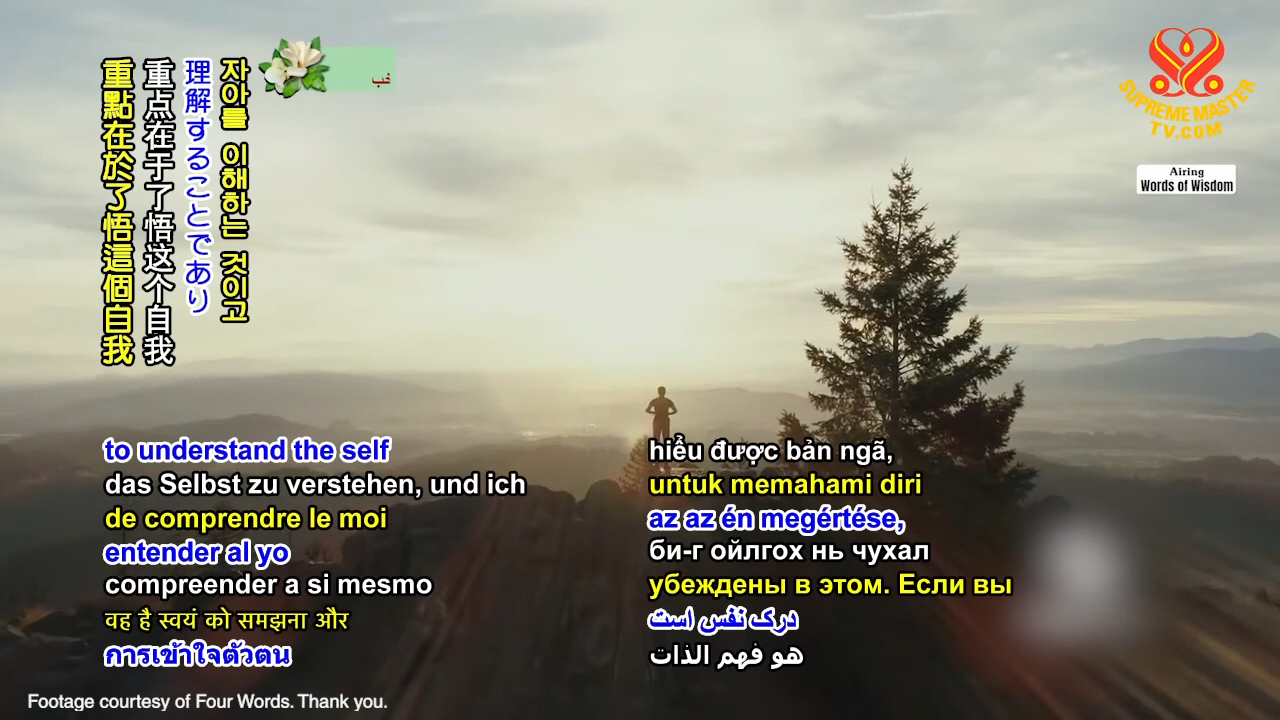 重點在於了悟這個自我
重点在于了悟这个自我
理解することであり
자아를 이해하는 것이고
SUPREME MASTER
TV.COM
Airing
Words of Wisdom
to understand the self
das Selbst zu verstehen, und ich
de comprendre le moi
entender al yo
compreender a si mesmo
वह है स्वयं को समझना और
การเข้าใจตัวตน
hiểu được bản ngã,
untuk memahami diri
az az én megértése,
би-г ойлгох нь чухал
убеждены в этом. Если вы
درک نفس است
هو فهم الذات
Footage courtesy of Four Words. Thank you.